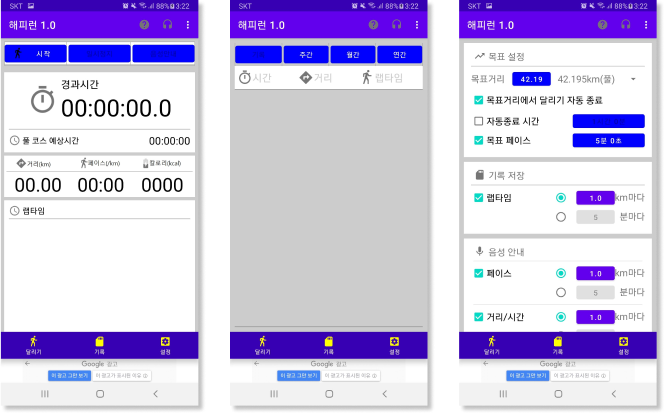 SKT 88% 3:22
해피런 1.0
시작
경과시간
00:00:00.0
풀 코스 예상시간 00:00:00
거리(km) 페이스(/km) 칼로리(kcal)
00.00 00:00 0000
랩타임
달리기 기록 설정
Google 광고
이 광고 그만 보기 이 광고가 표시된 이유
SKT 88% 3:22
해피런 1.0
주간 월간 연간
시간 거리 랩타임
달리기 기록 설정
Google 광고
이 광고 그만 보기 이 광고가 표시된 이유
SKT 88% 3:22
해피런 1.0
목표 설정
목표거리 42.19 42.195km(풀)
목표거리에서 달리기 자동 종료
자동종료 시간
목표 페이스 5분 0초
기록 저장
랩타임 1.0 km마다
5 분마다
음성 안내
페이스 1.0 km마다
5 분마다
거리/시간 1.0 km마다
달리기 기록 설정
Google 광고
이 광고 그만 보기 이 광고가 표시된 이유